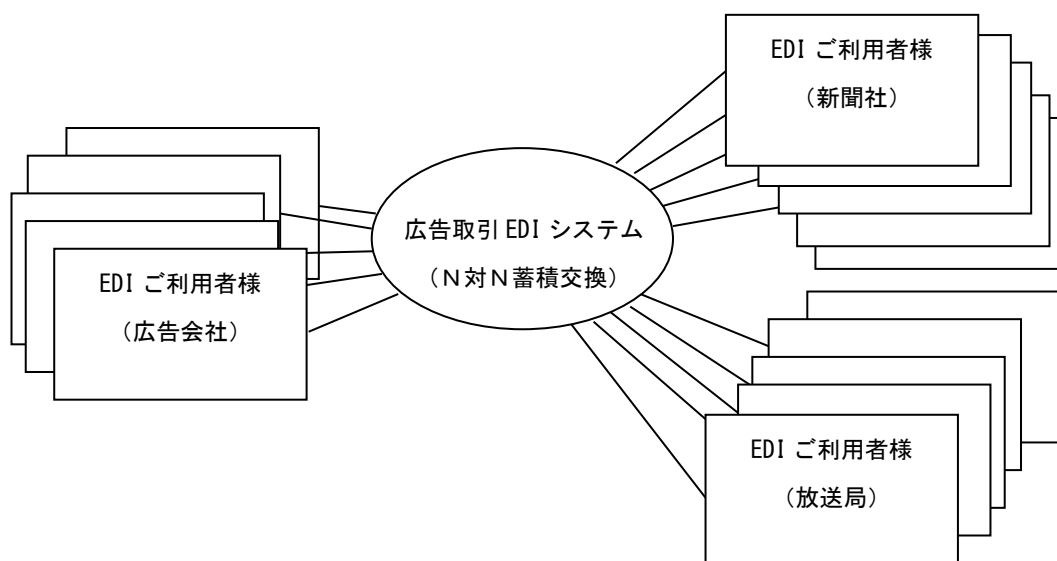 EDI ご利用者様
（新聞社）
広告取引 EDI システム
（Ｎ対Ｎ蓄積交換）
EDI ご利用者様
（広告会社）
EDI ご利用者様
（放送局）